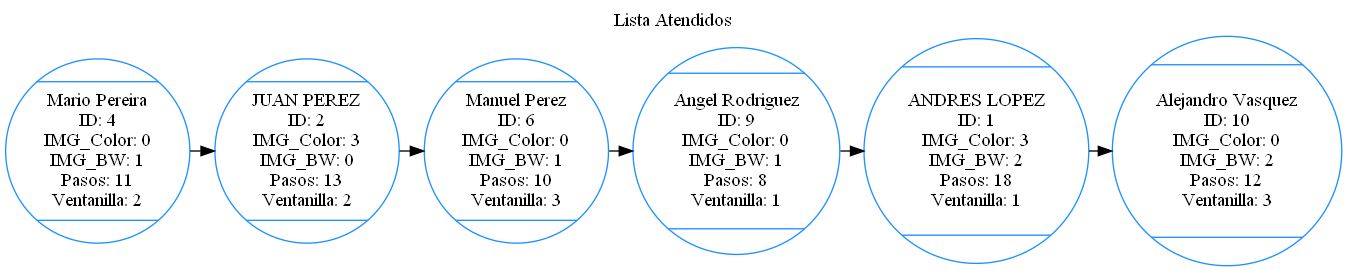 Lista Atendidos
Mario Pereira
ID: 4
IMG_Color: 0
IMG_BW: 1
Pasos: 11
Ventanilla: 2
JUAN PEREZ
ID: 2
IMG_Color: 3
IMG_BW: 0
Pasos: 13
Ventanilla: 2
Manuel Perez
ID: 6
IMG_Color: 0
IMG_BW: 1
Pasos: 10
Ventanilla: 3
Angel Rodriguez
ID: 9
IMG_Color: 0
IMG_BW: 1
Pasos: 8
Ventanilla: 1
ANDRES LOPEZ
ID: 1
IMG_Color: 3
IMG_BW: 2
Pasos: 18
Ventanilla: 1
Alejandro Vasquez
ID: 10
IMG_Color: 0
IMG_BW: 2
Pasos: 12
Ventanilla: 3